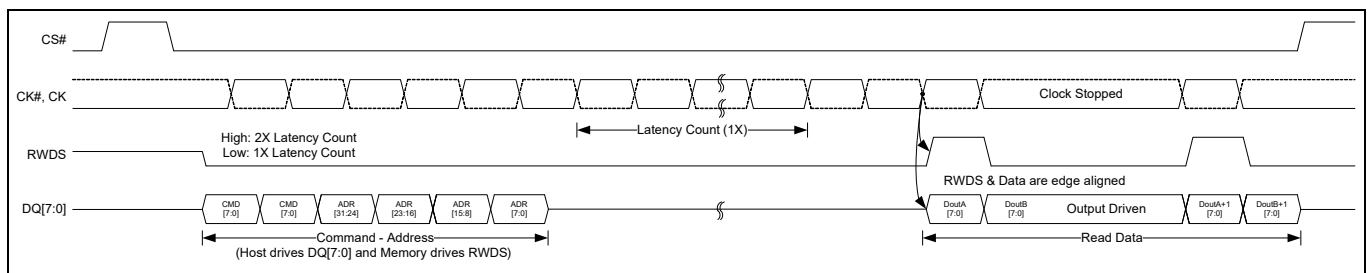 CS#
CK#, CK
Clock Stopped
Latency Count (1X)
High: 2X Latency Count
Low: 1X Latency Count
RWDS
RWDS & Data are edge aligned
DQ[7:0]
CMD [7:0]
CMD [7:0]
ADR [31:24]
ADR [23:16]
ADR [15:8]
ADR [7:0]
DoutA [7:0]
DoutB [7:0]
Output Driven
DoutA+1 [7:0]
DoutB+1 [7:0]
Command - Address
(Host drives DQ[7:0] and Memory drives RWDS)
Read Data